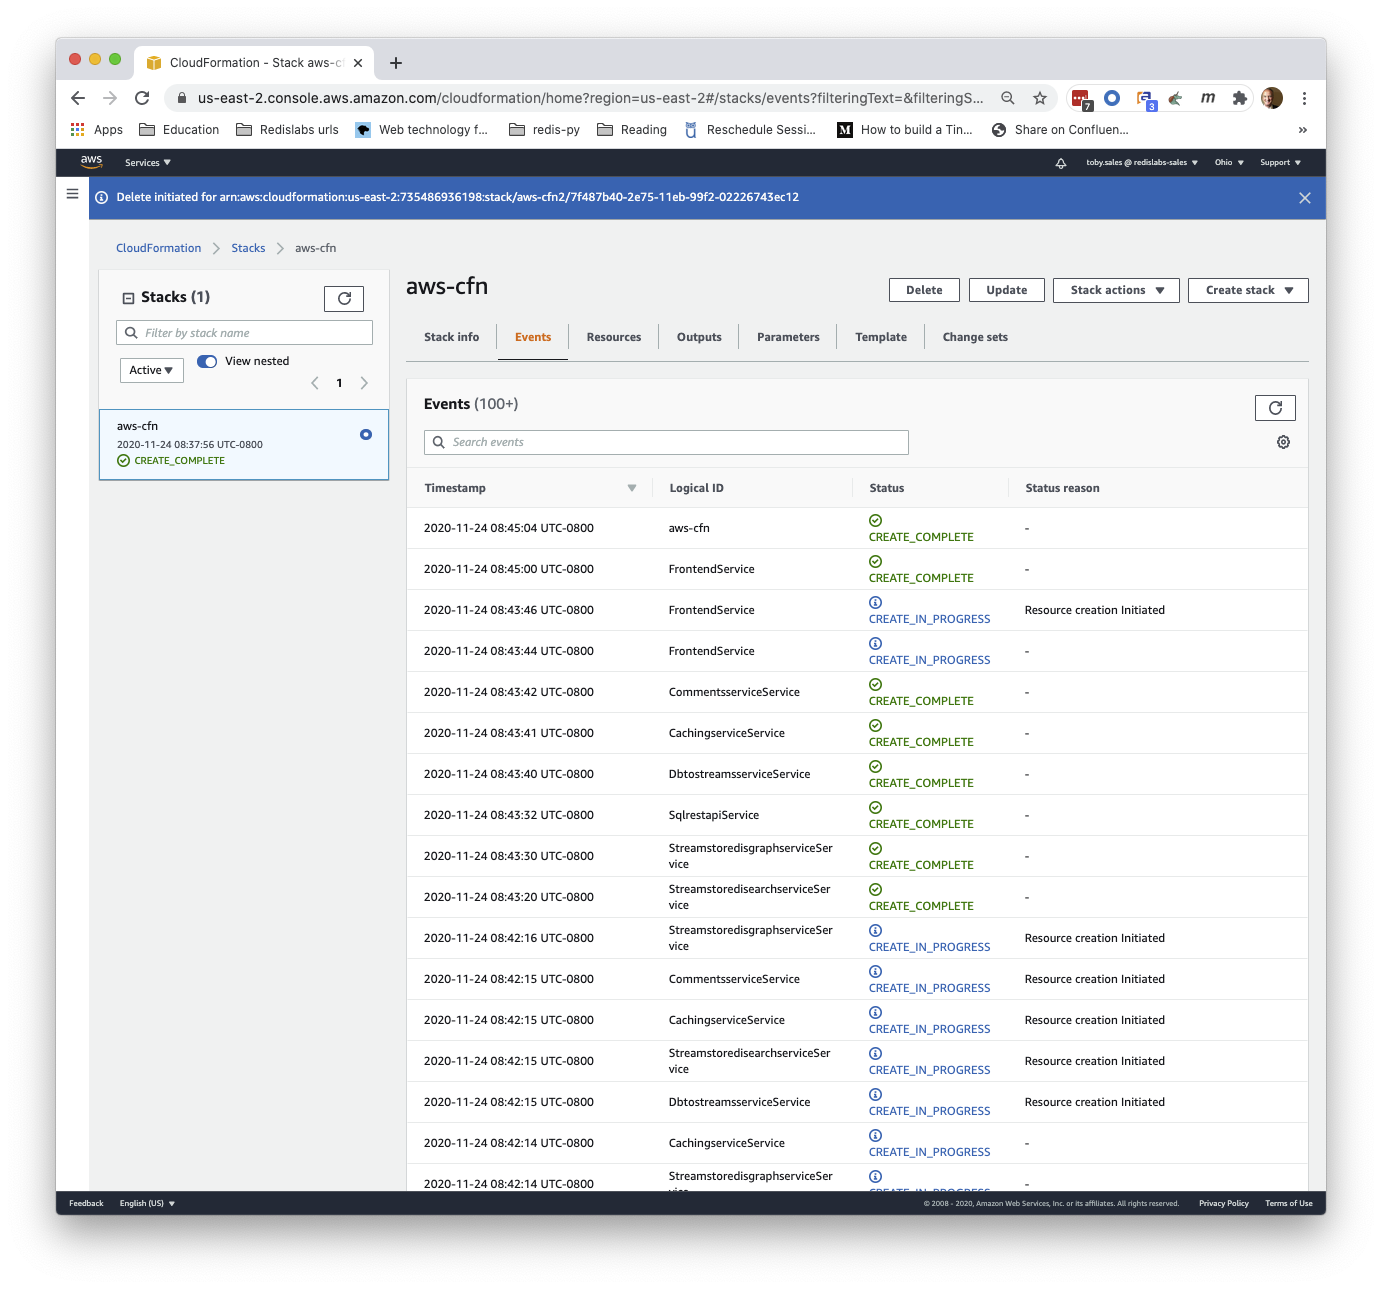 CloudFormation - Stack aws-cf
us-east-2.console.aws.amazon.com/cloudformation/home?region=us-east-2#/stacks/events?filteringText=&filteringS...
7
3
m
Apps
Education
Redislabs urls
Web technology f...
redis-py
Reading
Reschedule Sessi...
M
How to build a Tin...
Share on Confluen...
»
aws
Services
toby.sales @ redislabs-sales
Ohio
Support
Delete initiated for arn:aws:cloudformation:us-east-2:735486936198:stack/aws-cfn2/7f487b40-2e75-11eb-99f2-02226743ec12
CloudFormation
Stacks
aws-cfn
Stacks (1)
Filter by stack name
Active
View nested
1
aws-cfn
2020-11-24 08:37:56 UTC-0800
CREATE_COMPLETE
aws-cfn
Delete
Update
Stack actions
Create stack
Stack info
Events
Resources
Outputs
Parameters
Template
Change sets
Events (100+)
Search events
Timestamp
Logical ID
Status
Status reason
2020-11-24 08:45:04 UTC-0800
aws-cfn
CREATE_COMPLETE
-
2020-11-24 08:45:00 UTC-0800
FrontendService
CREATE_COMPLETE
-
2020-11-24 08:43:46 UTC-0800
FrontendService
CREATE_IN_PROGRESS
Resource creation Initiated
2020-11-24 08:43:44 UTC-0800
FrontendService
CREATE_IN_PROGRESS
-
2020-11-24 08:43:42 UTC-0800
CommentsserviceService
CREATE_COMPLETE
-
2020-11-24 08:43:41 UTC-0800
CachingserviceService
CREATE_COMPLETE
-
2020-11-24 08:43:40 UTC-0800
DbtostreamsserviceService
CREATE_COMPLETE
-
2020-11-24 08:43:32 UTC-0800
SqlrestapiService
CREATE_COMPLETE
-
2020-11-24 08:43:30 UTC-0800
StreamstoredisgraphserviceSer
vice
CREATE_COMPLETE
-
2020-11-24 08:43:20 UTC-0800
StreamstoredisearchserviceSer
vice
CREATE_COMPLETE
-
2020-11-24 08:42:16 UTC-0800
StreamstoredisgraphserviceSer
vice
CREATE_IN_PROGRESS
Resource creation Initiated
2020-11-24 08:42:15 UTC-0800
CommentsserviceService
CREATE_IN_PROGRESS
Resource creation Initiated
2020-11-24 08:42:15 UTC-0800
CachingserviceService
CREATE_IN_PROGRESS
Resource creation Initiated
2020-11-24 08:42:15 UTC-0800
StreamstoredisearchserviceSer
vice
CREATE_IN_PROGRESS
Resource creation Initiated
2020-11-24 08:42:15 UTC-0800
DbtostreamsserviceService
CREATE_IN_PROGRESS
Resource creation Initiated
2020-11-24 08:42:14 UTC-0800
CachingserviceService
CREATE_IN_PROGRESS
-
2020-11-24 08:42:14 UTC-0800
StreamstoredisgraphserviceSer
-
Feedback
English (US)
© 2008 - 2020, Amazon Web Services, Inc. or its affiliates. All rights reserved.
Privacy Policy
Terms of Use